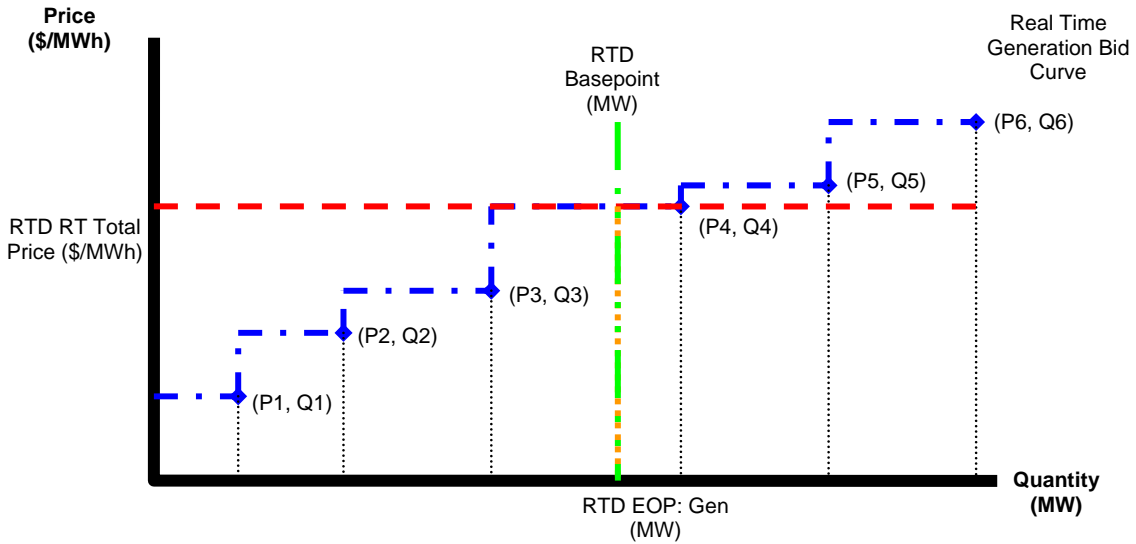 Price
($/MWh)
Real Time
Generation Bid
Curve
RTD
Basepoint
(MW)
(P6, Q6)
(P5, Q5)
RTD RT Total
Price ($/MWh)
(P4, Q4)
(P3, Q3)
(P2, Q2)
(P1, Q1)
Quantity
(MW)
RTD EOP: Gen
(MW)